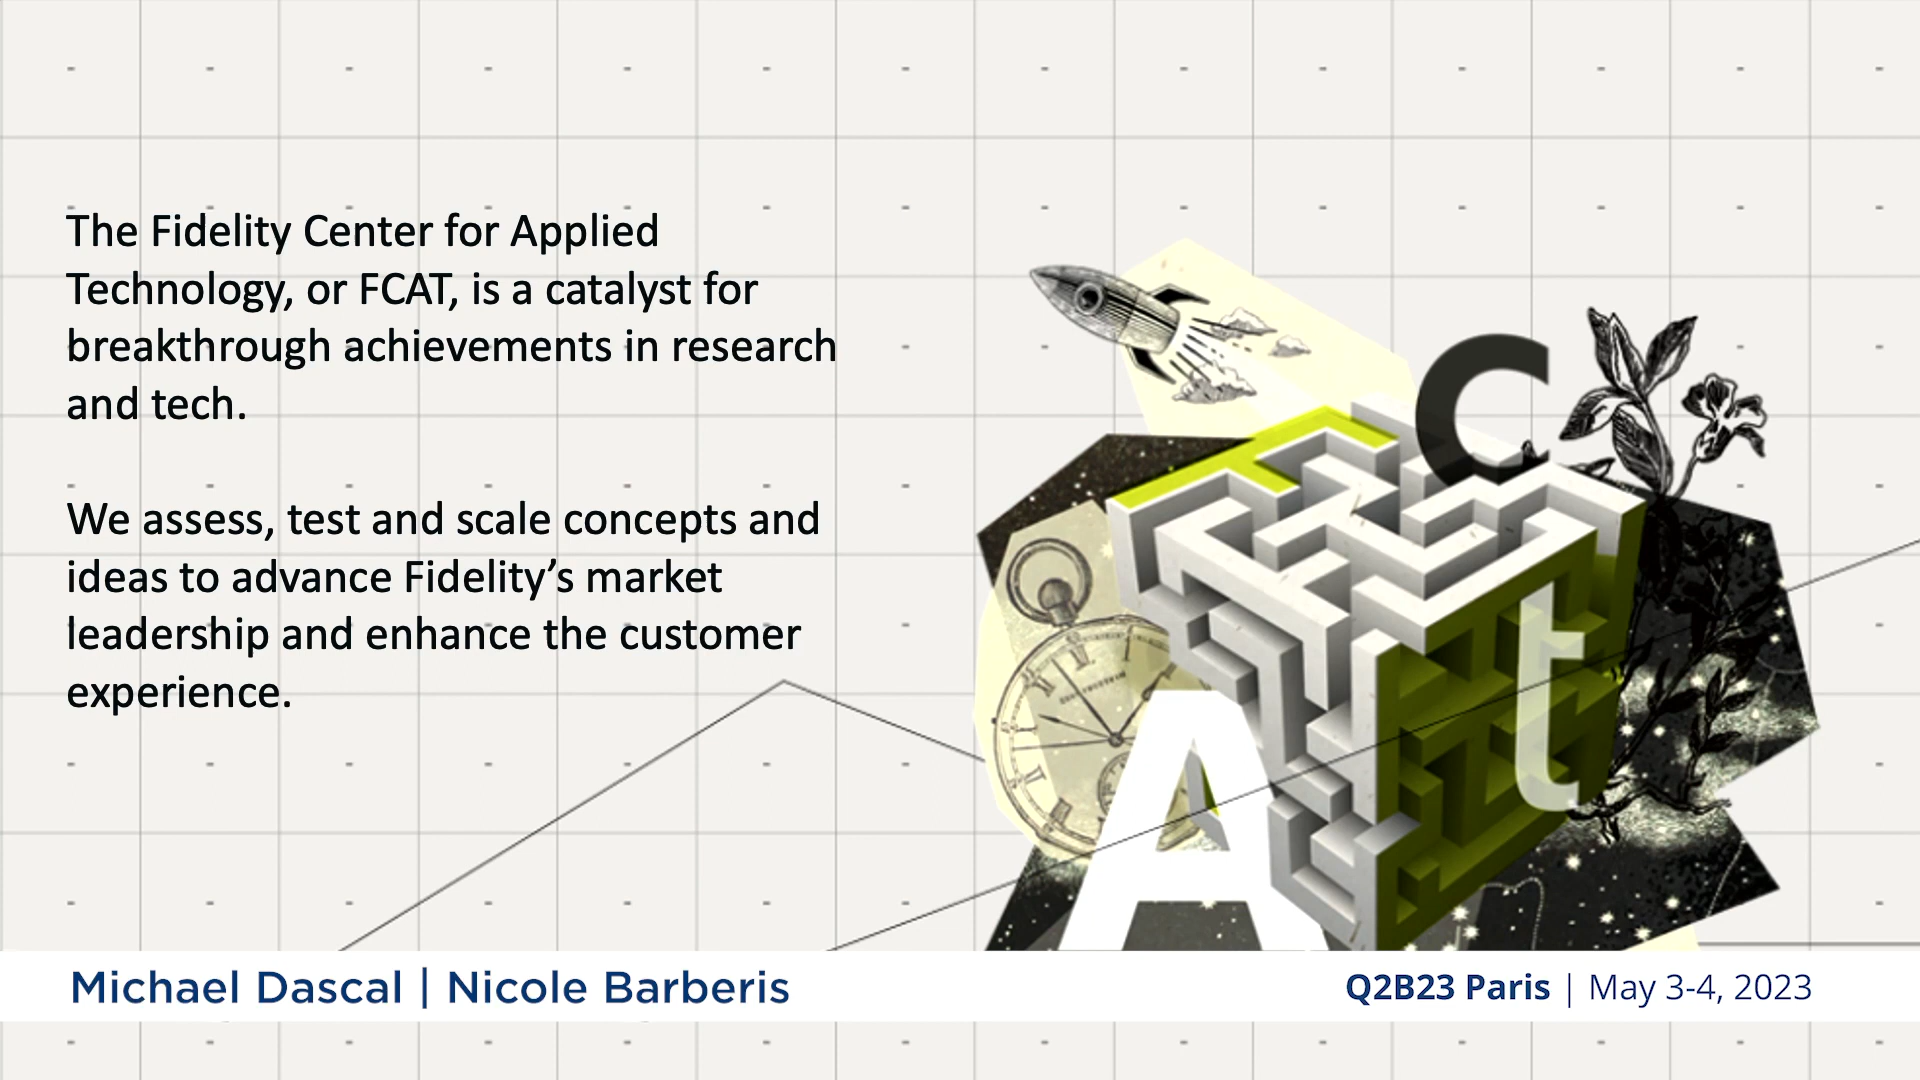 The Fidelity Center for Applied
Technology, or FCAT, is a catalyst for
breakthrough achievements in research
and tech.
We assess, test and scale concepts and
ideas to advance Fidelity’s market
leadership and enhance the customer
experience.
C
t
A
Michael Dascal | Nicole Barberis
Q2B23 Paris | May 3-4, 2023